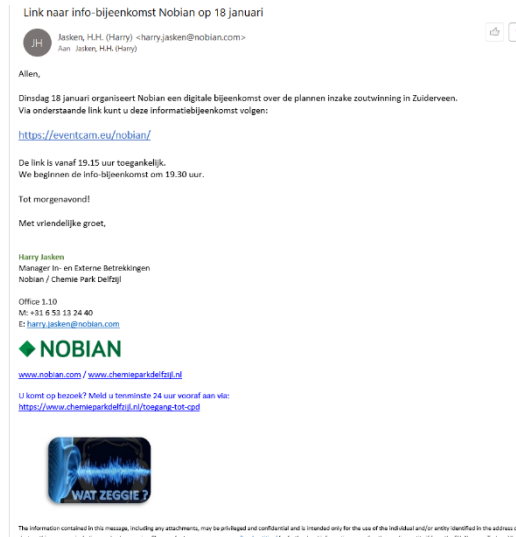 Link naar info-bijeenkomst Nobian op 18 januari
JH
Jasken, H.H. (Harry) <harry.jasken@nobian.com>
Aan Jasken, H.H. (Harry)
Allen,
Dinsdag 18 januari organiseert Nobian een digitale bijeenkomst over de plannen inzake zoutwinning in Zuiderveen.
Via onderstaande link kunt u deze informatiebijeenkomst volgen:
https://eventcam.eu/nobian/
De link is vanaf 19.15 uur toegankelijk.
We beginnen de info-bijeenkomst om 19.30 uur.
Tot morgenavond!
Met vriendelijke groet,
Harry Jasken
Manager In- en Externe Betrekkingen
Nobian / Chemie Park Delfzijl
Office 1.10
M: +31 6 53 13 24 40
E: harry.jasken@nobian.com
NOBIAN
www.nobian.com / www.chemieparkdelfzijl.nl
U komt op bezoek? Meld u tenminste 24 uur vooraf aan via:
https://www.chemieparkdelfzijl.nl/toegang-tot-cpd
WAT ZEGGIE ?
The information contained in this message, including any attachments, may be privileged and confidential and is intended only for the use of the individual and/or entity identified in the address